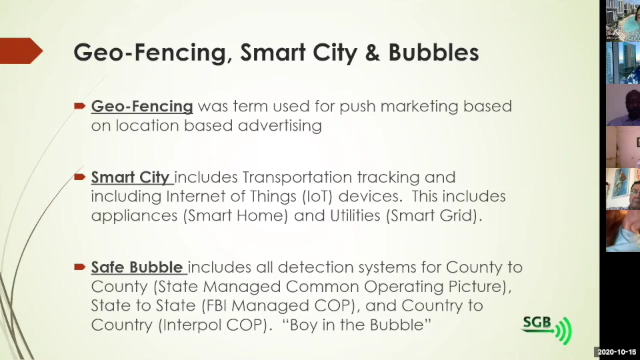 Geo-Fencing, Smart City & Bubbles
Geo-Fencing was term used for push marketing based
on location based advertising
Smart City includes Transportation tracking and
including Internet of Things (IoT) devices.  This includes
appliances (Smart Home) and Utilities (Smart Grid).
Safe Bubble includes all detection systems for County to
County (State Managed Common Operating Picture),
State to State (FBI Managed COP), and Country to
Country (Interpol COP).  “Boy in the Bubble”
SGB
2020-10-15